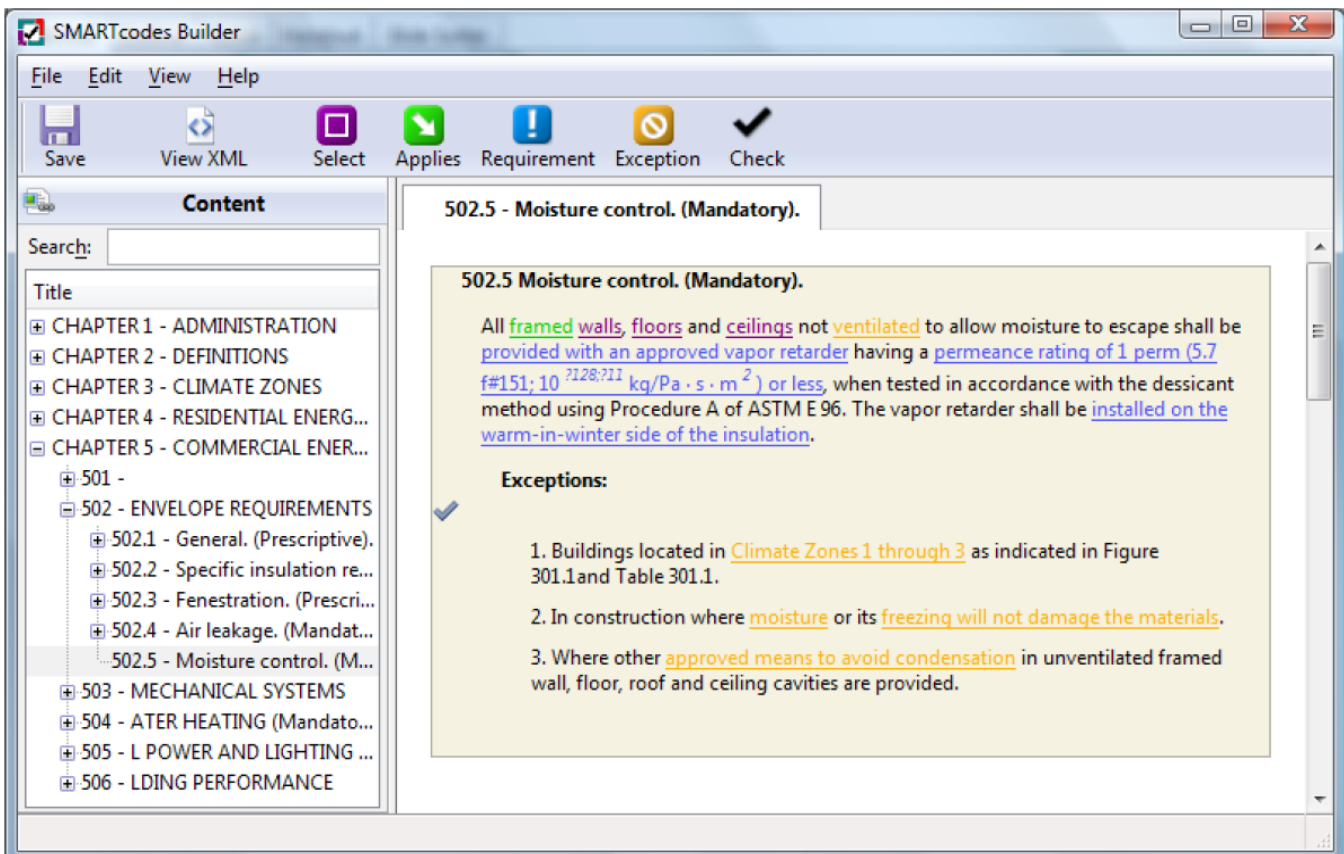 SMARTcodes Builder
File Edit View Help
Save View XML Select Applies Requirement Exception Check
Content
Search:
Title
CHAPTER 1 - ADMINISTRATION
CHAPTER 2 - DEFINITIONS
CHAPTER 3 - CLIMATE ZONES
CHAPTER 4 - RESIDENTIAL ENERG...
CHAPTER 5 - COMMERCIAL ENER...
501 -
502 - ENVELOPE REQUIREMENTS
502.1 - General. (Prescriptive).
502.2 - Specific insulation re...
502.3 - Fenestration. (Prescri...
502.4 - Air leakage. (Mandat...
502.5 - Moisture control. (M...
503 - MECHANICAL SYSTEMS
504 - ATER HEATING (Mandato...
505 - L POWER AND LIGHTING ...
506 - LDING PERFORMANCE
502.5 - Moisture control. (Mandatory).
502.5 Moisture control. (Mandatory).
All framed walls, floors and ceilings not ventilated to allow moisture to escape shall be
provided with an approved vapor retarder having a permeance rating of 1 perm (5.7
f#151; 10 ?128;?11 kg/Pa · s · m 2 ) or less, when tested in accordance with the dessicant
method using Procedure A of ASTM E 96. The vapor retarder shall be installed on the
warm-in-winter side of the insulation.
Exceptions:
1. Buildings located in Climate Zones 1 through 3 as indicated in Figure
301.1and Table 301.1.
2. In construction where moisture or its freezing will not damage the materials.
3. Where other approved means to avoid condensation in unventilated framed
wall, floor, roof and ceiling cavities are provided.